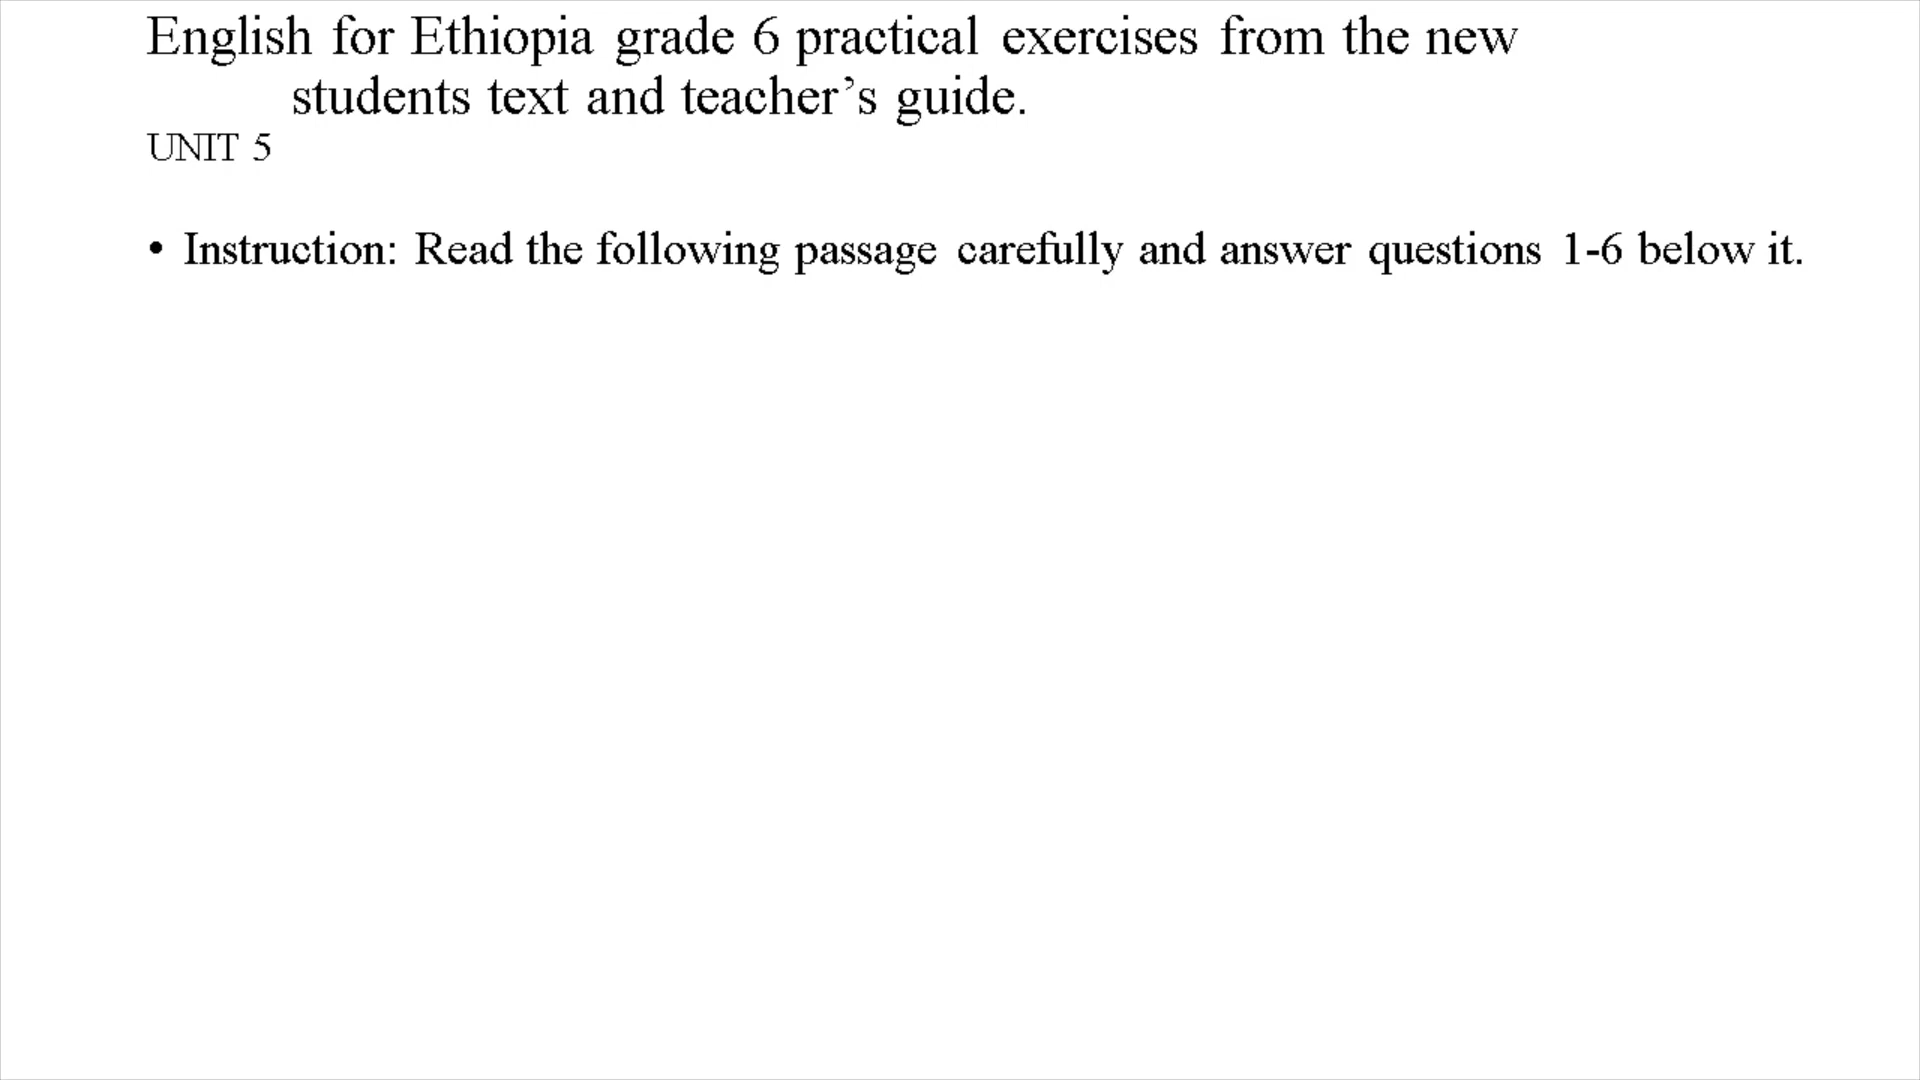 English for Ethiopia grade 6 practical exercises from the new
students text and teacher’s guide.
UNIT 5
• Instruction: Read the following passage carefully and answer questions 1-6 below it.